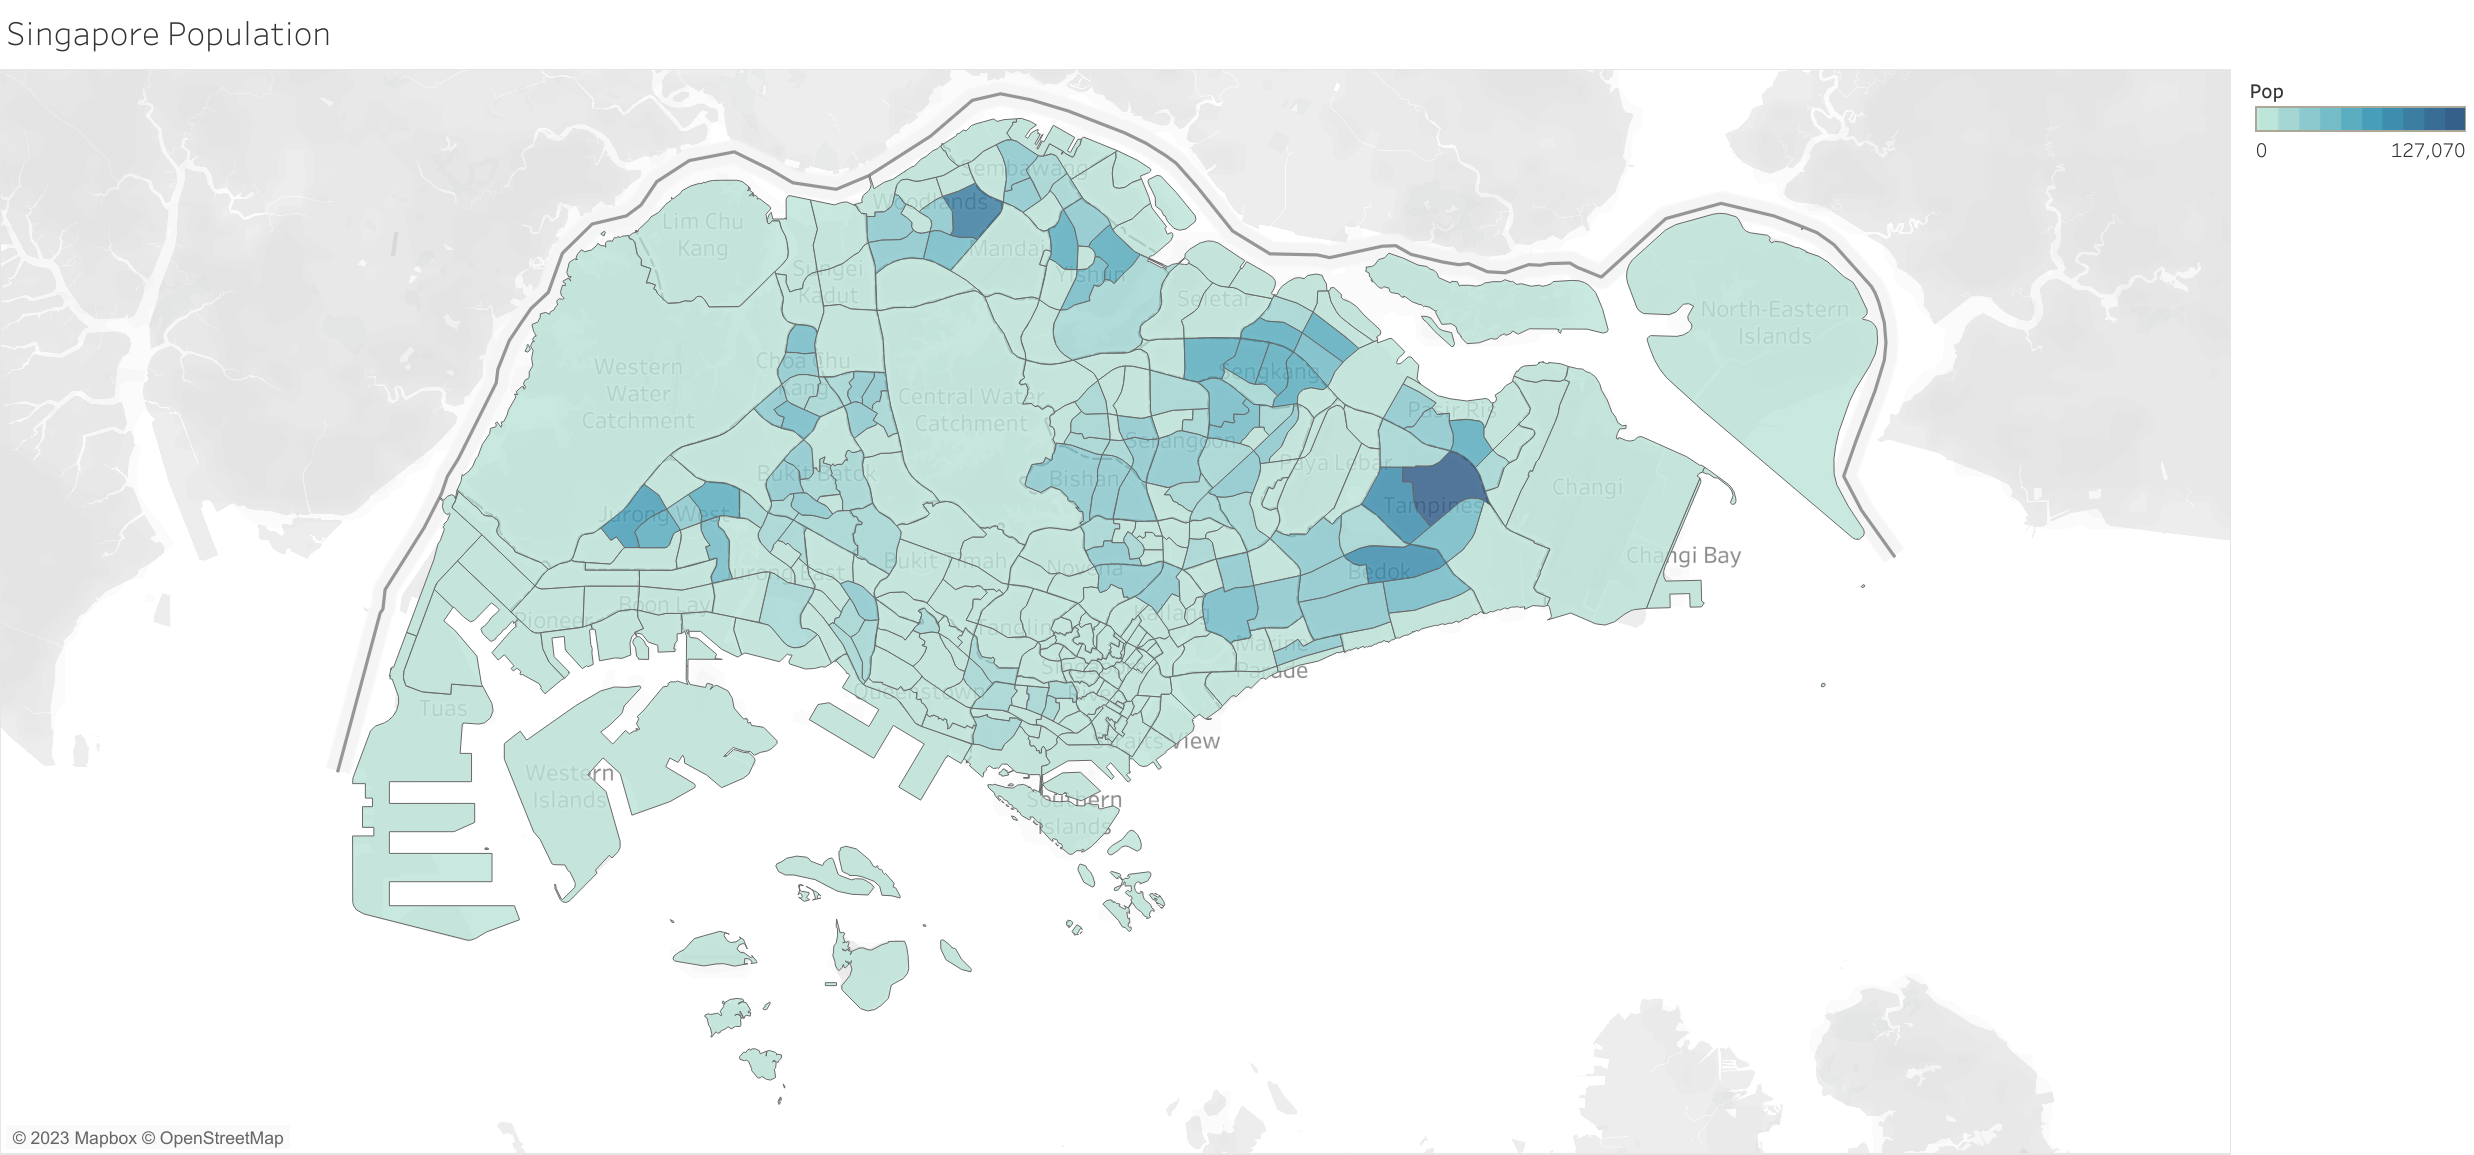 Singapore Population
Pop
0
127,070
Sembawang
Woodlands
Lim Chu
Kang
Mandai
Sungei
Kadut
Yishun
Seletar
North-Eastern
Islands
Western
Water
Catchment
Choa Chu
Kang
Sengkang
Central Water
Catchment
Pasir Ris
Serangoon
Paya Lebar
Bukit Batok
Bishan
Changi
Tampines
Jurong West
Changi Bay
Bukit Timah
Novena
Bedok
Jurong East
Boon Lay
Pioneer
Kallang
Tanglin
Marine
Parade
Singapore
River
Queenstown
Tuas
Straits View
Western
Islands
Southern
Islands
© 2023 Mapbox © OpenStreetMap